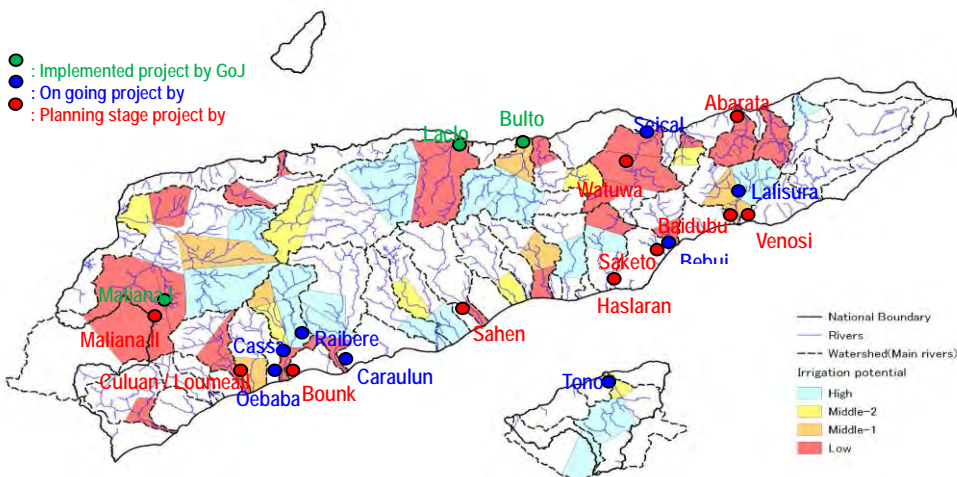 : Implemented project by GoJ
: On going project by
: Planning stage project by
Abarata
Bulto
Seical
Laclo
Watuwa
Lalisura
Baidubu
Venosi
Saketo
Bebui
Haslaran
Maliana I
Maliana II
Sahen
Cassa
Raibere
Culuan / Loumea
Caraulun
Oebaba
Bounk
Tono
National Boundary
Rivers
Watershed(Main rivers)
Irrigation potential
High
Middle-2
Middle-1
Low